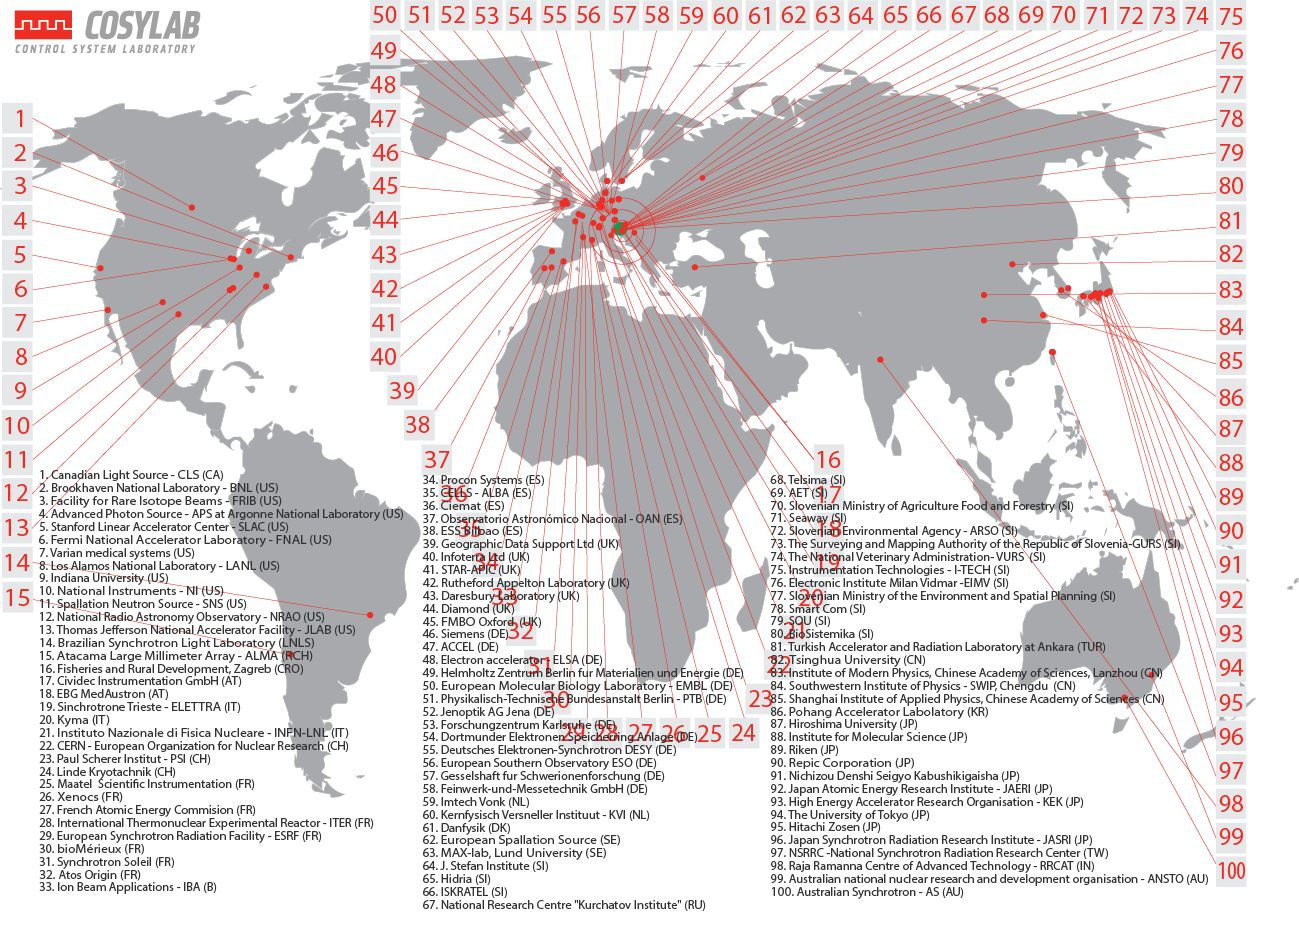 COSYLAB
CONTROL SYSTEM LABORATORY
50 51 52 53 54 55 56 57 58 59 60 61 62 63 64 65 66 67 68 69 70 71 72 73 74 75
49
48
47
46
45
44
43
42
41
40
39
38
37
36
35
34
33
32
31
30
29 28 27 26 25 24
23
22
21
20
19
18
17
16
1
2
3
4
5
6
7
8
9
10
11
12
13
14
15
76
77
78
79
80
81
82
83
84
85
86
87
88
89
90
91
92
93
94
95
96
97
98
99
100
1. Canadian Light Source - CLS (CA)
2. Brookhaven National Laboratory - BNL (US)
3. Facility for Rare Isotope Beams - FRIB (US)
4. Advanced Photon Source - APS at Argonne National Laboratory (US)
5. Stanford Linear Accelerator Center - SLAC (US)
6. Fermi National Accelerator Laboratory - FNAL (US)
7. Varian medical systems (US)
8. Los Alamos National Laboratory - LANL (US)
9. Indiana University (US)
10. National Instruments - NI (US)
11. Spallation Neutron Source - SNS (US)
12. National Radio Astronomy Observatory - NRAO (US)
13. Thomas Jefferson National Accelerator Facility - JLAB (US)
14. Brazilian Synchrotron Light Laboratory (LNLS)
15. Atacama Large Millimeter Array - ALMA (RCH)
16. Fisheries and Rural Development, Zagreb (CRO)
17. Cividec Instrumentation GmbH (AT)
18. EBG MedAustron (AT)
19. Sinchrotrone Trieste - ELETTRA (IT)
20. Kyma (IT)
21. Instituto Nazionale di Fisica Nucleare - INFN-LNL (IT)
22. CERN - European Organization for Nuclear Research (CH)
23. Paul Scherer Institut - PSI (CH)
24. Linde Kryotachnik (CH)
25. Maatel Scientific Instrumentation (FR)
26. Xenocs (FR)
27. French Atomic Energy Commision (FR)
28. International Thermonuclear Experimental Reactor - ITER (FR)
29. European Synchrotron Radiation Facility - ESRF (FR)
30. bioMérieux (FR)
31. Synchrotron Soleil (FR)
32. Atos Origin (FR)
33. Ion Beam Applications - IBA (B)
34. Procon Systems (ES)
35. CELLS - ALBA (ES)
36. Ciemat (ES)
37. Observatorio Astronómico Nacional - OAN (ES)
38. ESS Bilbao (ES)
39. Geographic Data Support Ltd (UK)
40. Infoterra Ltd (UK)
41. STAR-APIC (UK)
42. Rutheford Appelton Laboratory (UK)
43. Daresbury Laboratory (UK)
44. Diamond (UK)
45. FMBO Oxford (UK)
46. Siemens (DE)
47. ACCEL (DE)
48. Electron accelerator - ELSA (DE)
49. Helmholtz Zentrum Berlin fur Materialien und Energie (DE)
50. European Molecular Biology Laboratory - EMBL (DE)
51. Physikalisch-Technische Bundesanstalt Berlin - PTB (DE)
52. Jenoptik AG Jena (DE)
53. Forschungzentrum Karlsruhe (DE)
54. Dortmunder Elektronen Speicherring Anlage (DE)
55. Deutsches Elektronen-Synchrotron DESY (DE)
56. European Southern Observatory ESO (DE)
57. Gesselshaft fur Schwerionenforschung (DE)
58. Feinwerk-und-Messetechnik GmbH (DE)
59. Imtech Vonk (NL)
60. Kernfysisch Versneller Instituut - KVI (NL)
61. Danfysik (DK)
62. European Spallation Source (SE)
63. MAX-lab, Lund University (SE)
64. J. Stefan Institute (SI)
65. Hidria (SI)
66. ISKRATEL (SI)
67. National Research Centre "Kurchatov Institute" (RU)
68. Telsima (SI)
69. AET (SI)
70. Slovenian Ministry of Agriculture Food and Forestry (SI)
71. Seaway (SI)
72. Slovenian Environmental Agency - ARSO (SI)
73. The Surveying and Mapping Authority of the Republic of Slovenia-GURS (SI)
74. The National Veterinary Administration- VURS (SI)
75. Instrumentation Technologies - I-TECH (SI)
76. Electronic Institute Milan Vidmar -EIMV (SI)
77. Slovenian Ministry of the Environment and Spatial Planning (SI)
78. Smart Com (SI)
79. SOU (SI)
80. BioSistemika (SI)
81. Turkish Accelerator and Radiation Laboratory at Ankara (TUR)
82. Tsinghua University (CN)
83. Institute of Modern Physics, Chinese Academy of Sciences, Lanzhou (CN)
84. Southwestern Institute of Physics - SWIP, Chengdu (CN)
85. Shanghai Institute of Applied Physics, Chinese Academy of Sciences (CN)
86. Pohang Accelerator Labolatory (KR)
87. Hiroshima University (JP)
88. Institute for Molecular Science (JP)
89. Riken (JP)
90. Repic Corporation (JP)
91. Nichizou Denshi Seigyo Kabushikigaisha (JP)
92. Japan Atomic Energy Research Institute - JAERI (JP)
93. High Energy Accelerator Research Organisation - KEK (JP)
94. The University of Tokyo (JP)
95. Hitachi Zosen (JP)
96. Japan Synchrotron Radiation Research Institute - JASRI (JP)
97. NSRRC -National Synchrotron Radiation Research Center (TW)
98. Raja Ramanna Centre of Advanced Technology - RRCAT (IN)
99. Australian national nuclear research and development organisation - ANSTO (AU)
100. Australian Synchrotron - AS (AU)